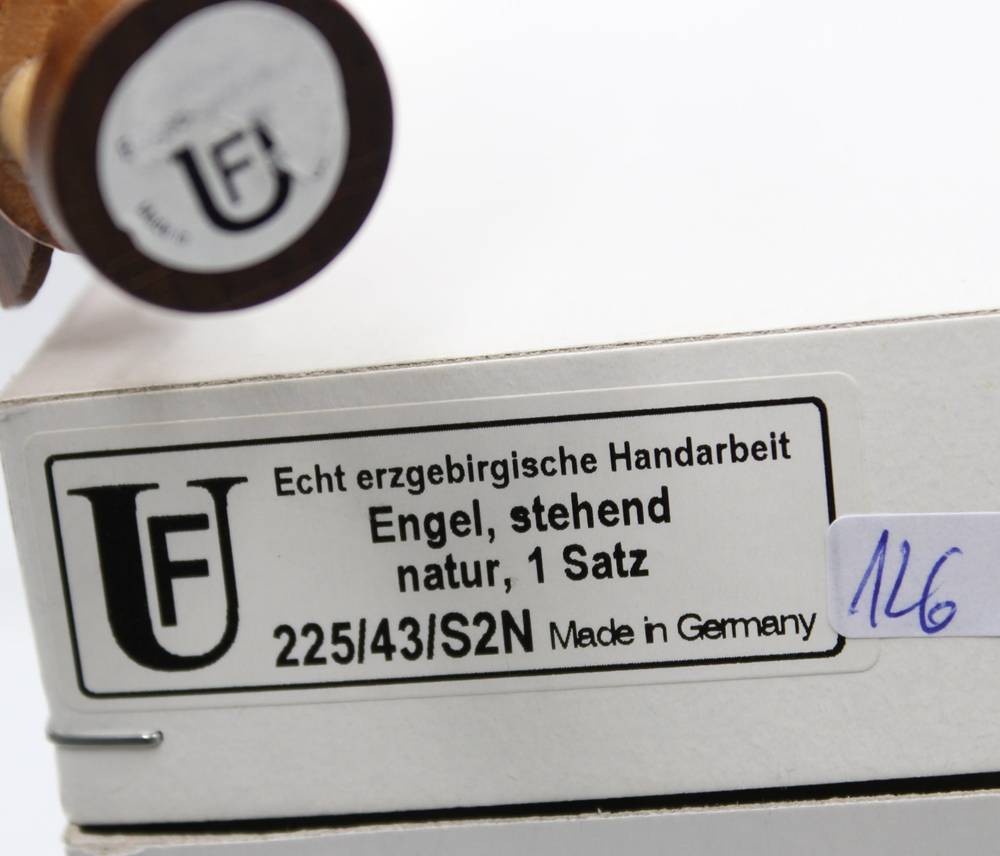 UF
UF
Echt erzgebirgische Handarbeit
Engel, stehend
natur, 1 Satz
225/43/S2N Made in Germany
126